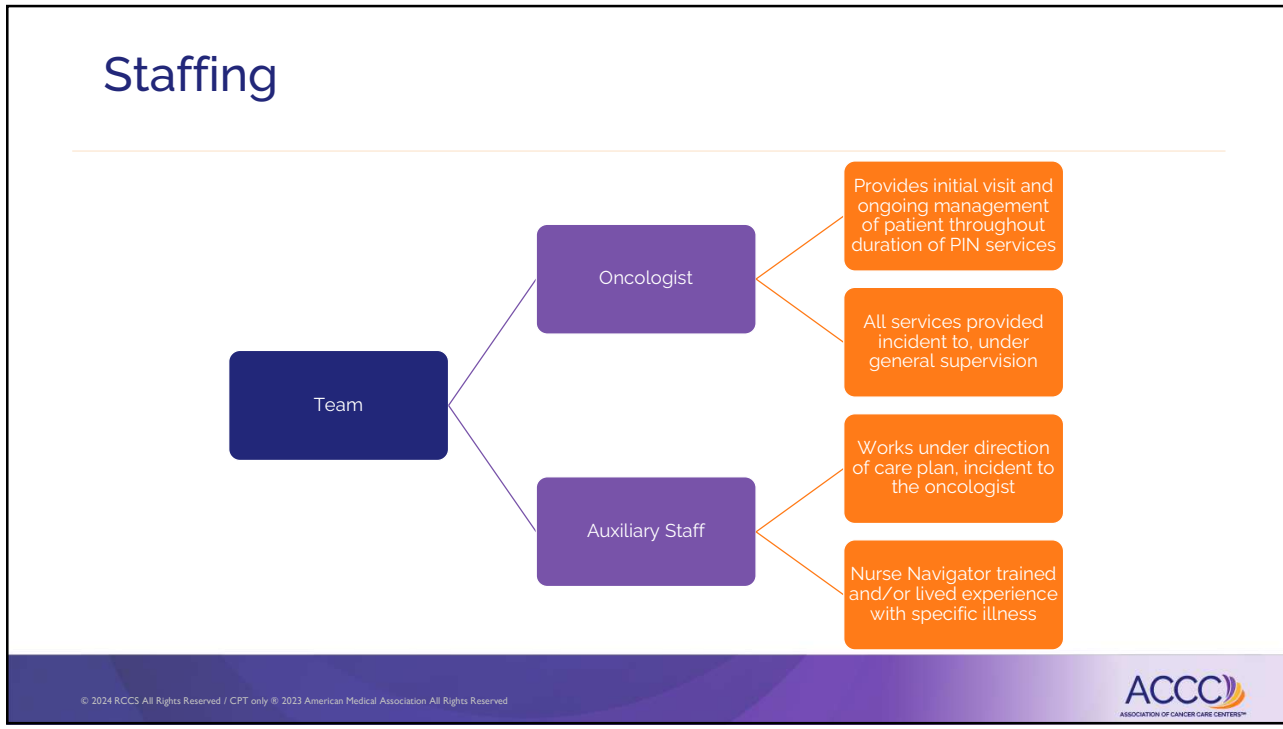 Staffing
Team
Oncologist
Provides initial visit and
ongoing management
of patient throughout
duration of PIN services
All services provided
incident to, under
general supervision
Auxiliary Staff
Works under direction
of care plan, incident to
the oncologist
Nurse Navigator trained
and/or lived experience
with specific illness
© 2024 RCCS All Rights Reserved / CPT only ® 2023 American Medical Association All Rights Reserved
ACCC
ASSOCIATION OF CANCER CARE CENTERS™